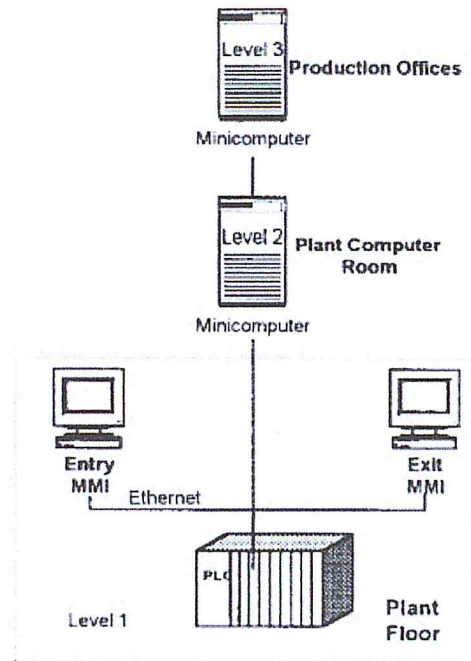 Level 3
Production Offices
Minicomputer
Level 2
Plant Computer
Room
Minicomputer
Entry
MMI
Exit
MMI
Ethernet
PLC
Level 1
Plant
Floor